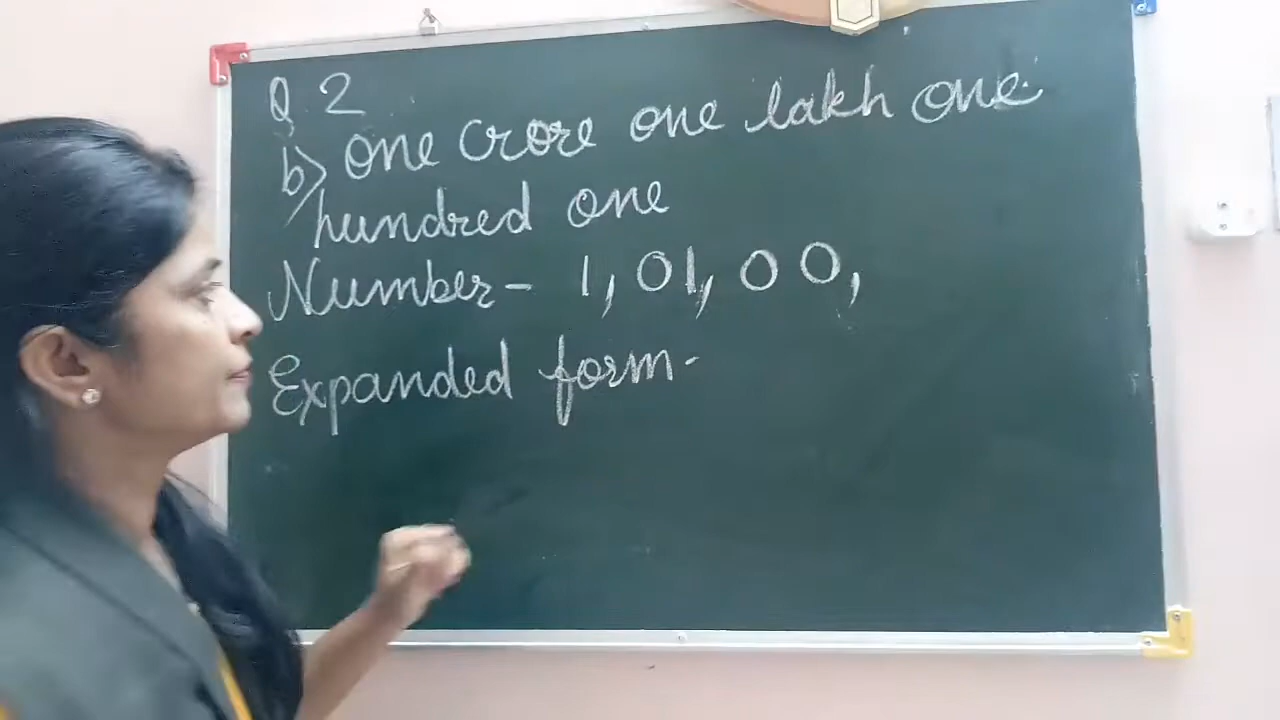 Q 2
b) one crore one lakh one
hundred one
Number - 1,01,00,
Expanded form -